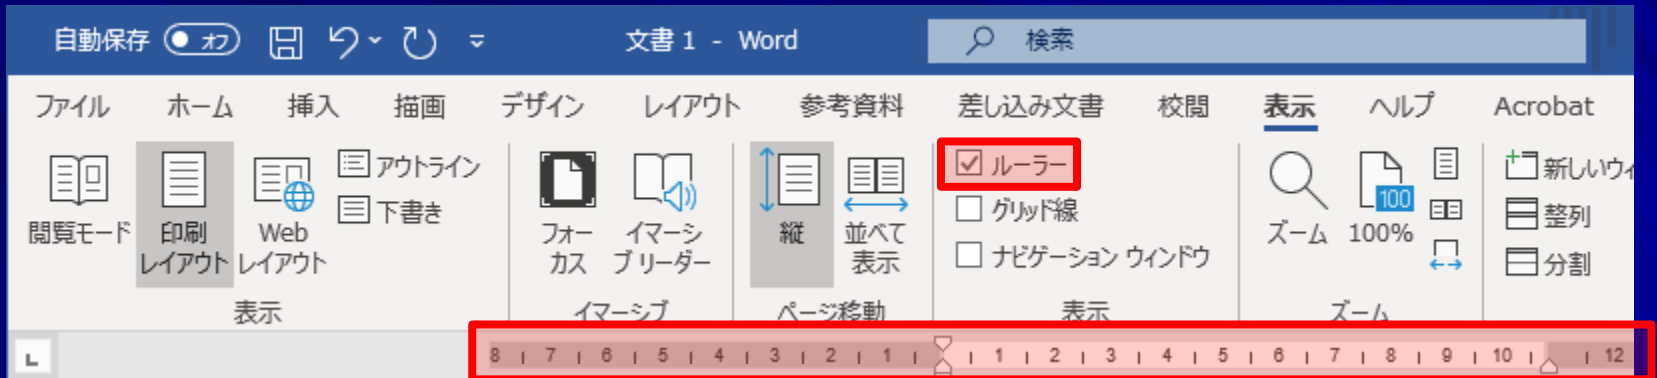 自動保存 オフ 文書 1 - Word 検索
ファイル ホーム 挿入 描画 デザイン レイアウト 参考資料 差し込み文書 校閲 表示 ヘルプ Acrobat
閲覧モード
印刷
レイアウト
Web
レイアウト
アウトライン
下書き
表示
フォー
カス
イマーシ
ブ リーダー
イマーシブ
縦
並べて
表示
ページ移動
ルーラー
グリッド線
ナビゲーション ウィンドウ
表示
ズーム
100
100%
ズーム
新しいウィ
整列
分割
8 7 6 5 4 3 2 1 1 2 3 4 5 6 7 8 9 10 12